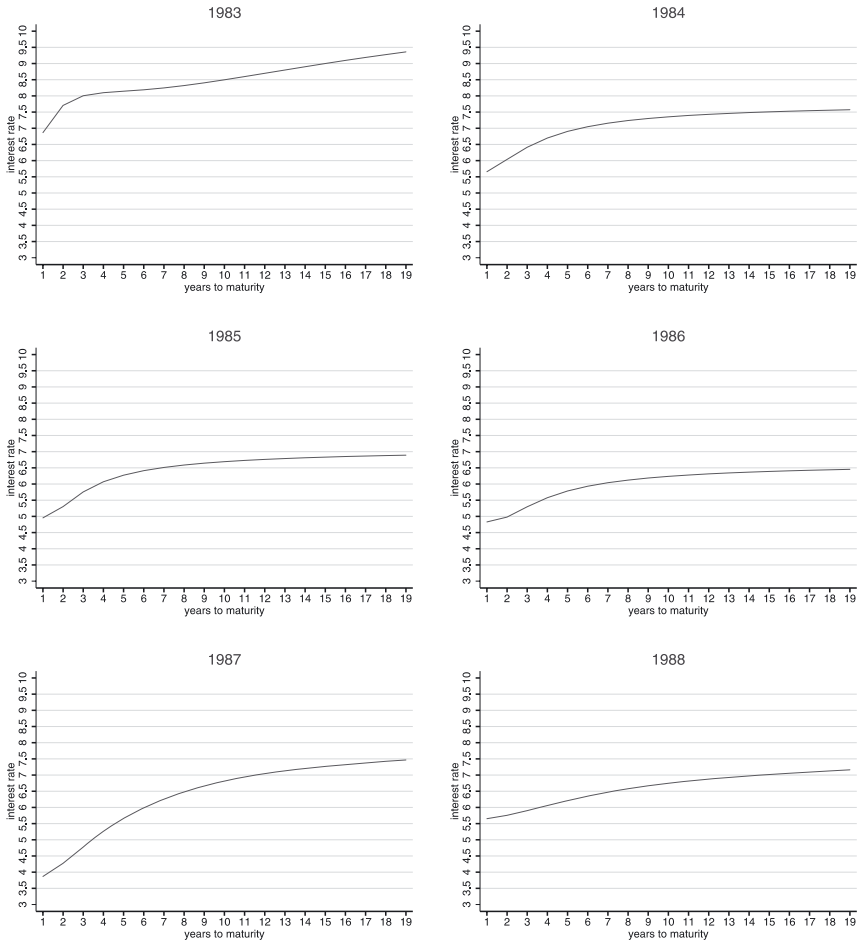 1983
interest rate
3 3.5 4 4.5 5 5.5 6 6.5 7 7.5 8 8.5 9 9.5 10
1 2 3 4 5 6 7 8 9 10 11 12 13 14 15 16 17 18 19
years to maturity
1984
interest rate
3 3.5 4 4.5 5 5.5 6 6.5 7 7.5 8 8.5 9 9.5 10
1 2 3 4 5 6 7 8 9 10 11 12 13 14 15 16 17 18 19
years to maturity
1985
interest rate
3 3.5 4 4.5 5 5.5 6 6.5 7 7.5 8 8.5 9 9.5 10
1 2 3 4 5 6 7 8 9 10 11 12 13 14 15 16 17 18 19
years to maturity
1986
interest rate
3 3.5 4 4.5 5 5.5 6 6.5 7 7.5 8 8.5 9 9.5 10
1 2 3 4 5 6 7 8 9 10 11 12 13 14 15 16 17 18 19
years to maturity
1987
interest rate
3 3.5 4 4.5 5 5.5 6 6.5 7 7.5 8 8.5 9 9.5 10
1 2 3 4 5 6 7 8 9 10 11 12 13 14 15 16 17 18 19
years to maturity
1988
interest rate
3 3.5 4 4.5 5 5.5 6 6.5 7 7.5 8 8.5 9 9.5 10
1 2 3 4 5 6 7 8 9 10 11 12 13 14 15 16 17 18 19
years to maturity